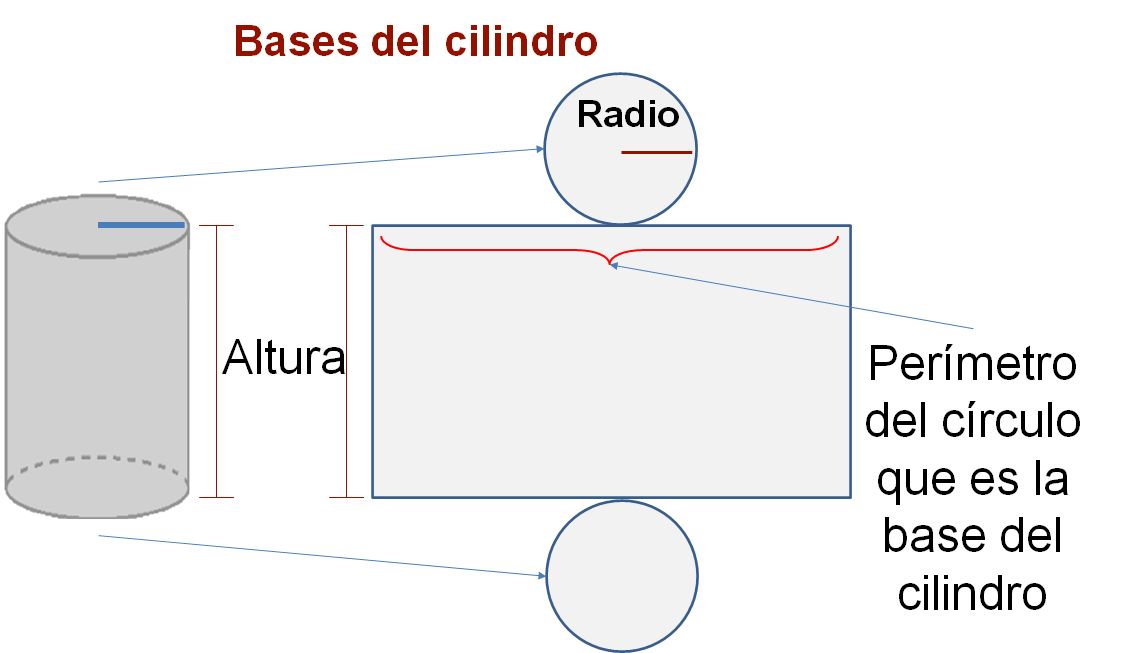 Bases del cilindro
Radio
Altura
Perímetro
del círculo
que es la
base del
cilindro